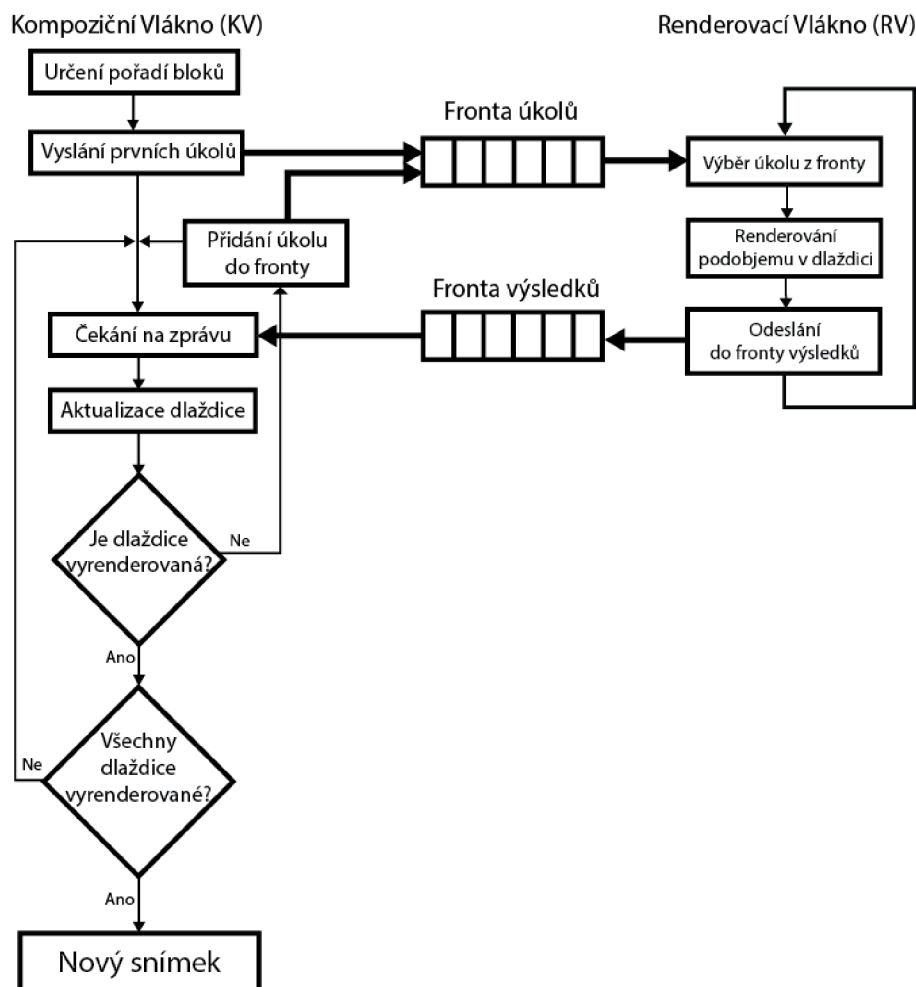 Kompoziční Vlákno (KV)
Renderovací Vlákno (RV)
Určení pořadí bloků
Vyslání prvních úkolů
Fronta úkolů
Výběr úkolu z fronty
Přidání úkolu
do fronty
Renderování
podobjemu v dlaždici
Fronta výsledků
Čekání na zprávu
Odeslání
do fronty výsledků
Aktualizace dlaždice
Je dlaždice
vyrenderovaná?
Ne
Ano
Všechny
dlaždice
vyrenderované?
Ne
Ano
Nový snímek